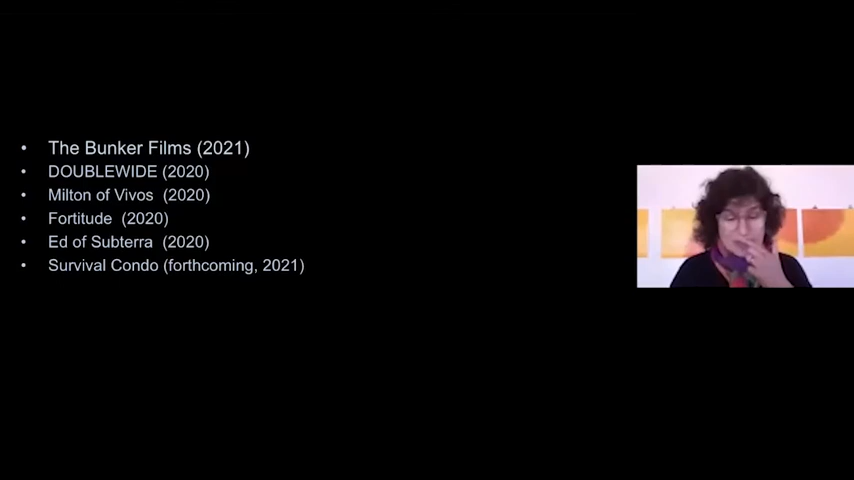 • The Bunker Films (2021)
• DOUBLEWIDE (2020)
• Milton of Vivos (2020)
• Fortitude (2020)
• Ed of Subterra (2020)
• Survival Condo (forthcoming, 2021)